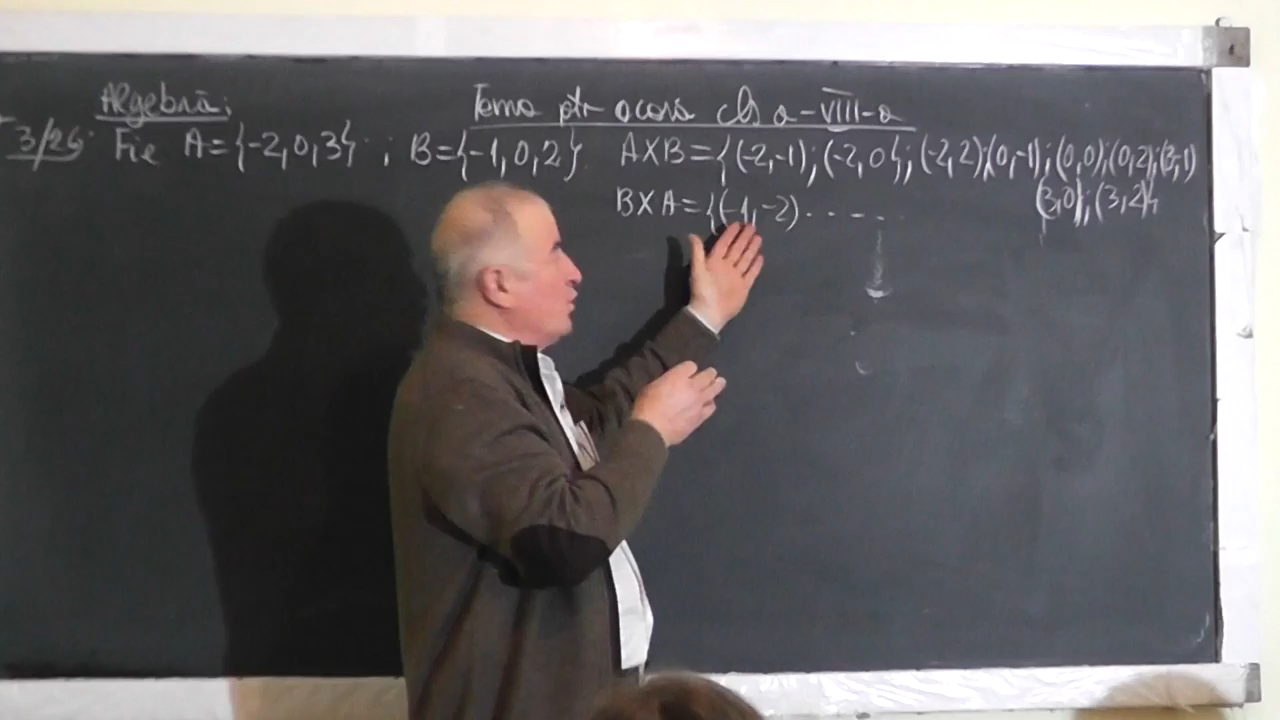 Algebră:
Tema ptr acasă cls a-VIII-a
3/26. Fie A={-2,0,3} ; B={-1,0,2}. AXB={(-2,-1);(-2,0};(-2,2);(0,-1);(0,0);(0,2);(3,-1)
(3,0);(3,2)};
BXA={(-1,-2).....